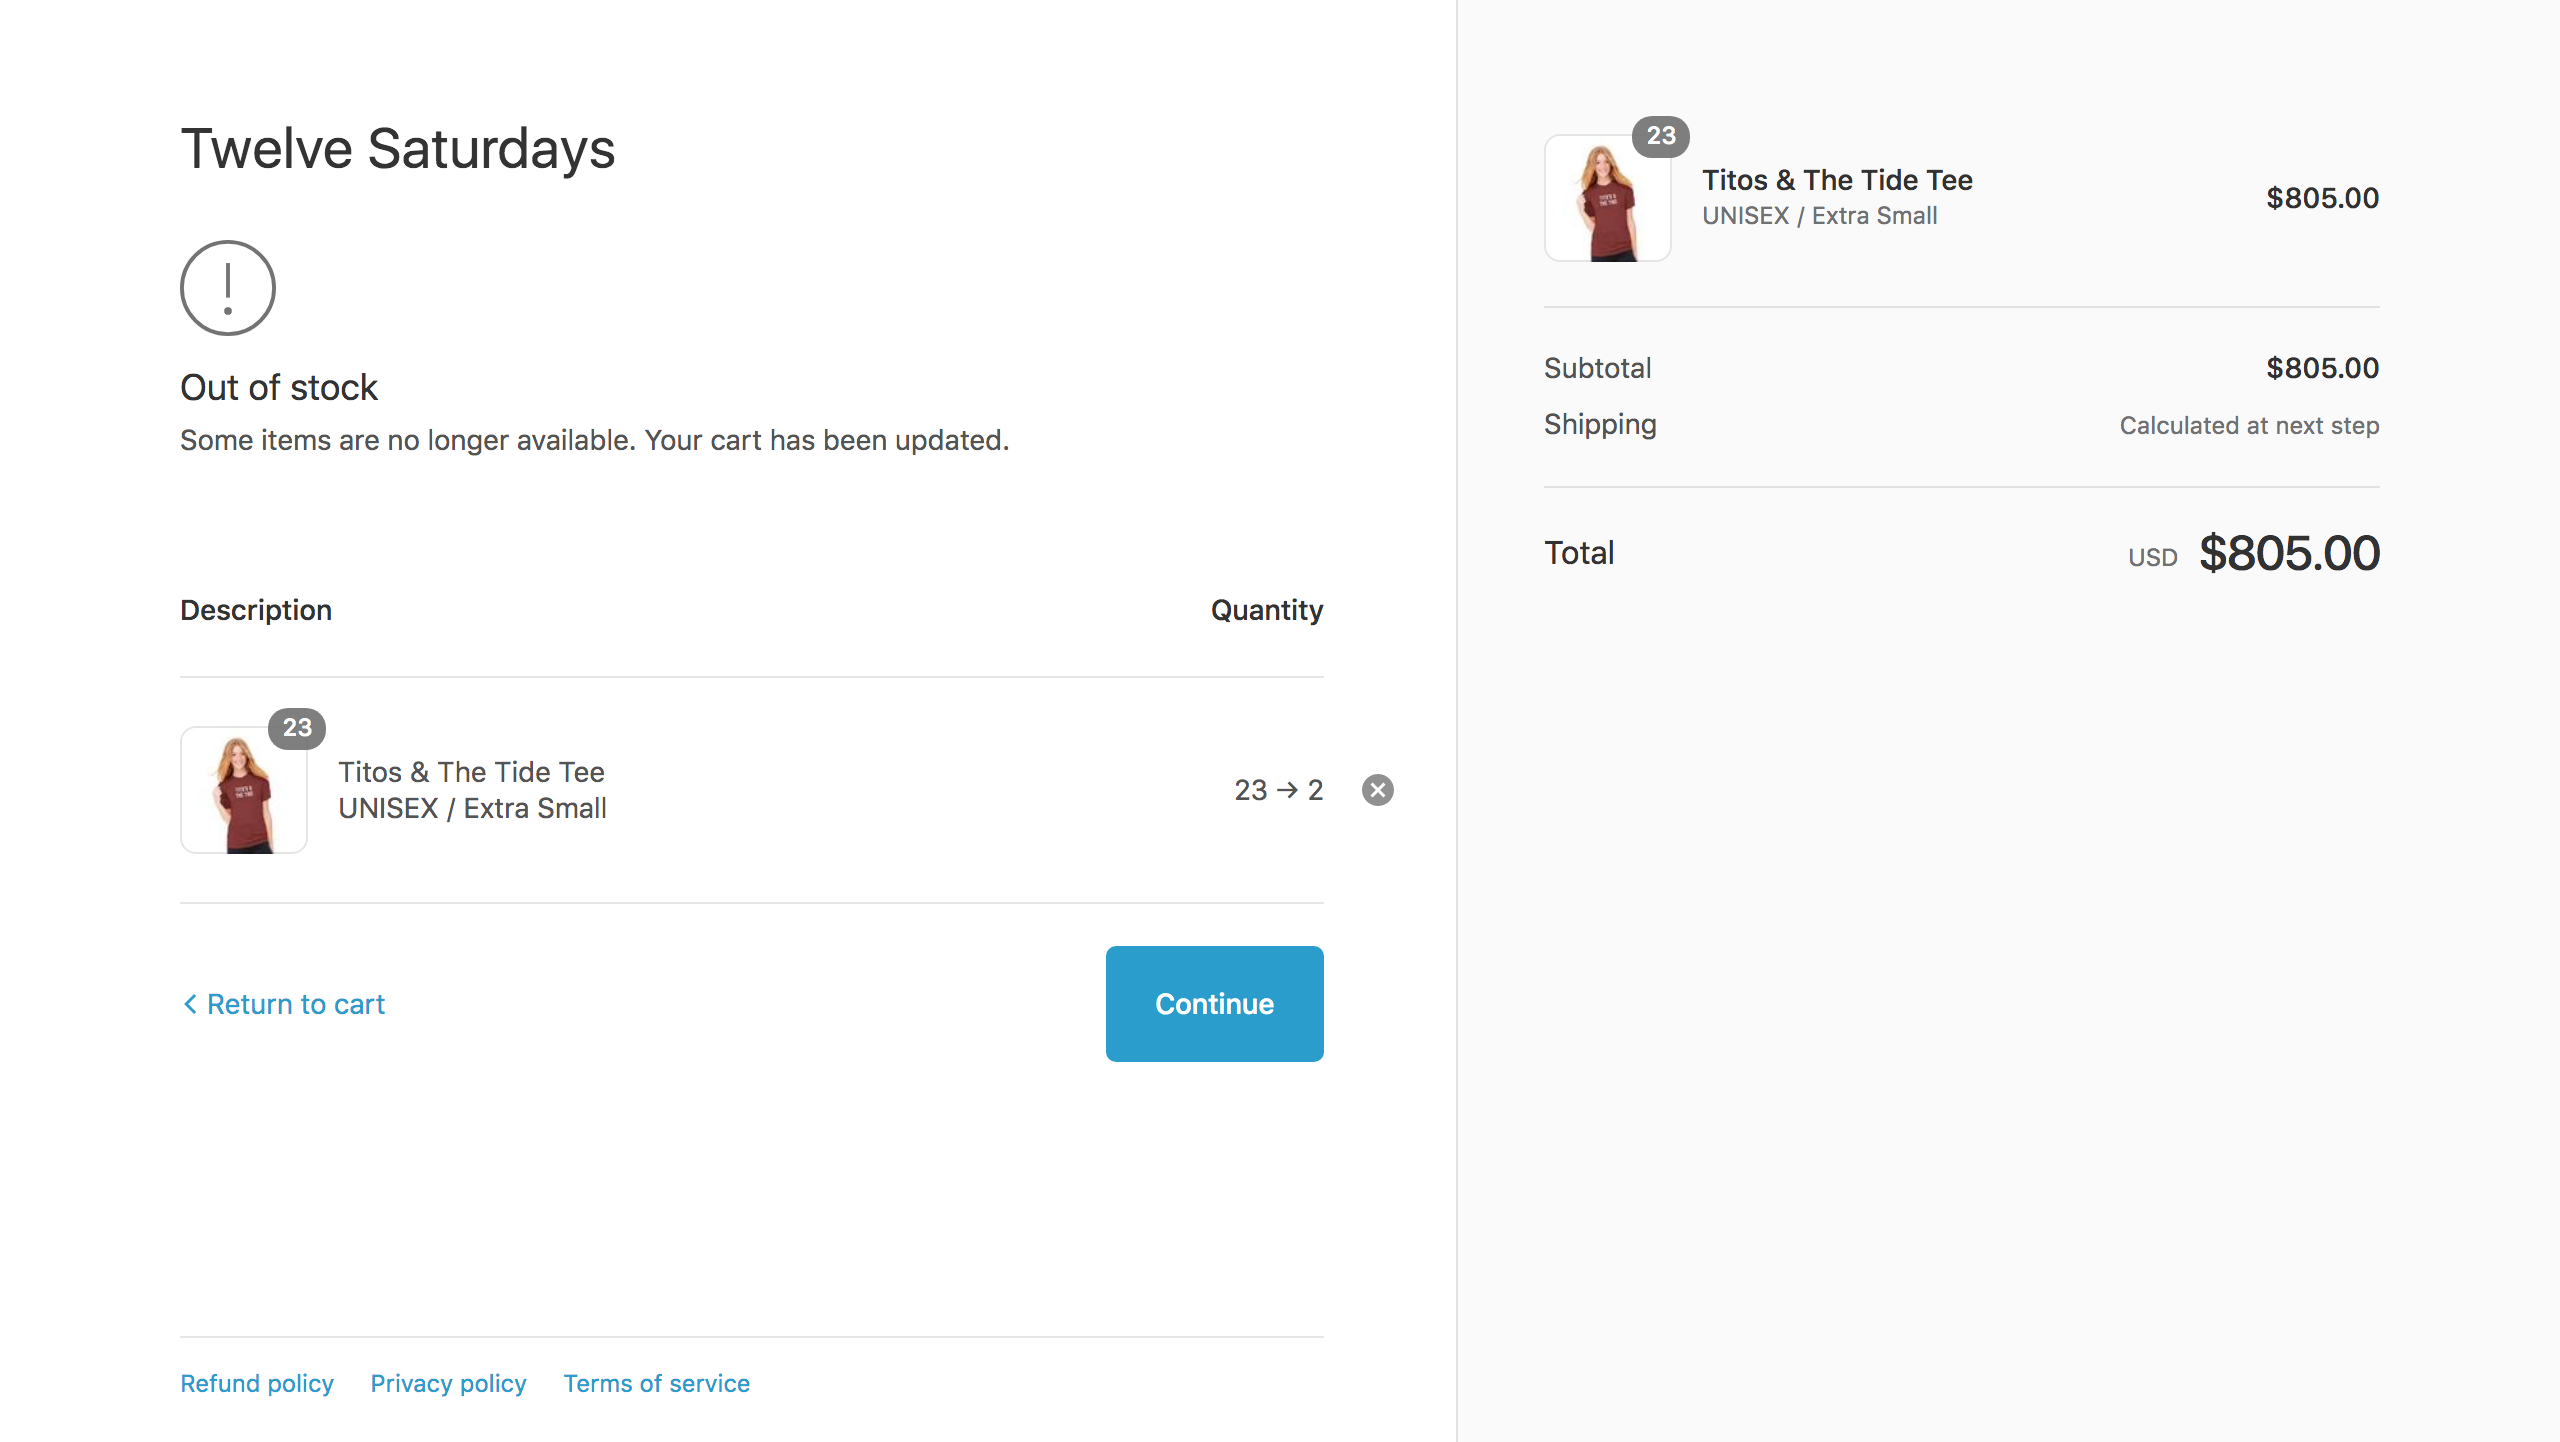 Twelve Saturdays
Out of stock
Some items are no longer available. Your cart has been updated.
Description Quantity
23
Titos & The Tide Tee
UNISEX / Extra Small
23 → 2
Return to cart
Continue
Refund policy Privacy policy Terms of service
23
Titos & The Tide Tee
UNISEX / Extra Small
$805.00
Subtotal $805.00
Shipping Calculated at next step
Total USD $805.00